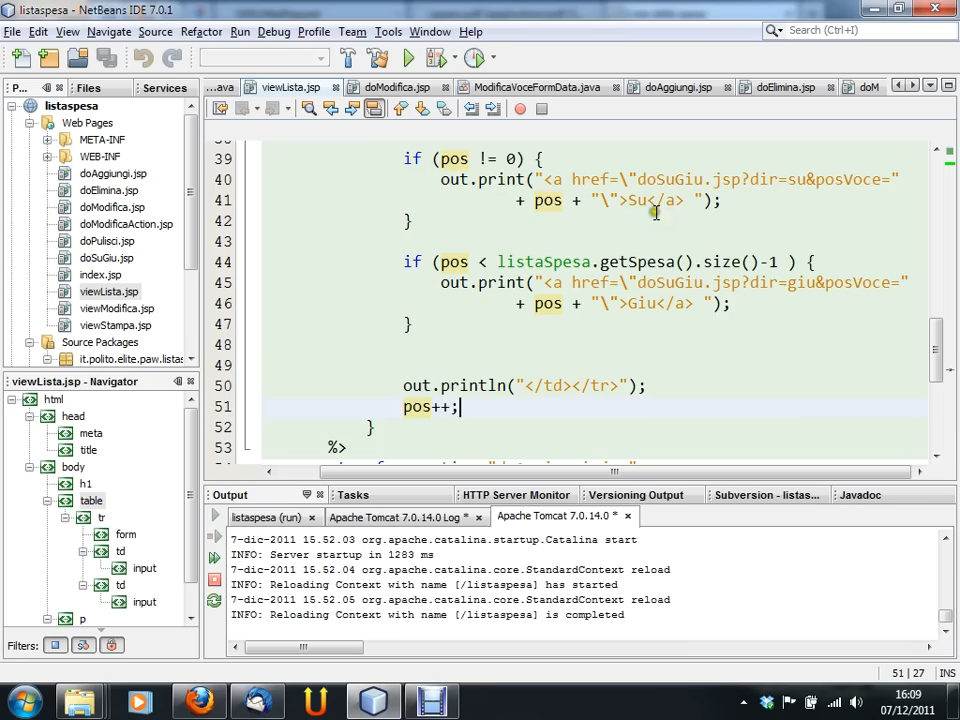 listaspesa - NetBeans IDE 7.0.1
File Edit View Navigate Source Refactor Run Debug Profile Team Tools Window Help
Search (Ctrl+I)
P... Files Services
...ava viewLista.jsp doModifica.jsp ModificaVoceFormData.java doAggiungi.jsp doElimina.jsp doM
listaspesa
Web Pages
META-INF
WEB-INF
doAggiungi.jsp
doElimina.jsp
doModifica.jsp
doModificaAction.jsp
doPulisci.jsp
doSuGiu.jsp
index.jsp
viewLista.jsp
viewModifica.jsp
viewStampa.jsp
Source Packages
it.polito.elite.paw.listas
39 if (pos != 0) {
40 out.print("<a href=\"doSuGiu.jsp?dir=su&posVoce="
41 + pos + "\">Su</a> ");
42 }
43
44 if (pos < listaSpesa.getSpesa().size()-1 ) {
45 out.print("<a href=\"doSuGiu.jsp?dir=giu&posVoce="
46 + pos + "\">Giu</a> ");
47 }
48
49
50 out.println("</td></tr>");
51 pos++;
52 }
53 %>
viewLista.jsp - Navigator
html
head
meta
title
body
h1
table
tr
form
td
input
td
input
p
Filters:
Output Tasks HTTP Server Monitor Versioning Output Subversion - listas... Javadoc
listaspesa (run) Apache Tomcat 7.0.14.0 Log * Apache Tomcat 7.0.14.0 *
7-dic-2011 15.52.03 org.apache.catalina.startup.Catalina start
INFO: Server startup in 1283 ms
7-dic-2011 15.52.04 org.apache.catalina.core.StandardContext reload
INFO: Reloading Context with name [/listaspesa] has started
7-dic-2011 15.52.05 org.apache.catalina.core.StandardContext reload
INFO: Reloading Context with name [/listaspesa] is completed
51 | 27 INS
16:09
07/12/2011